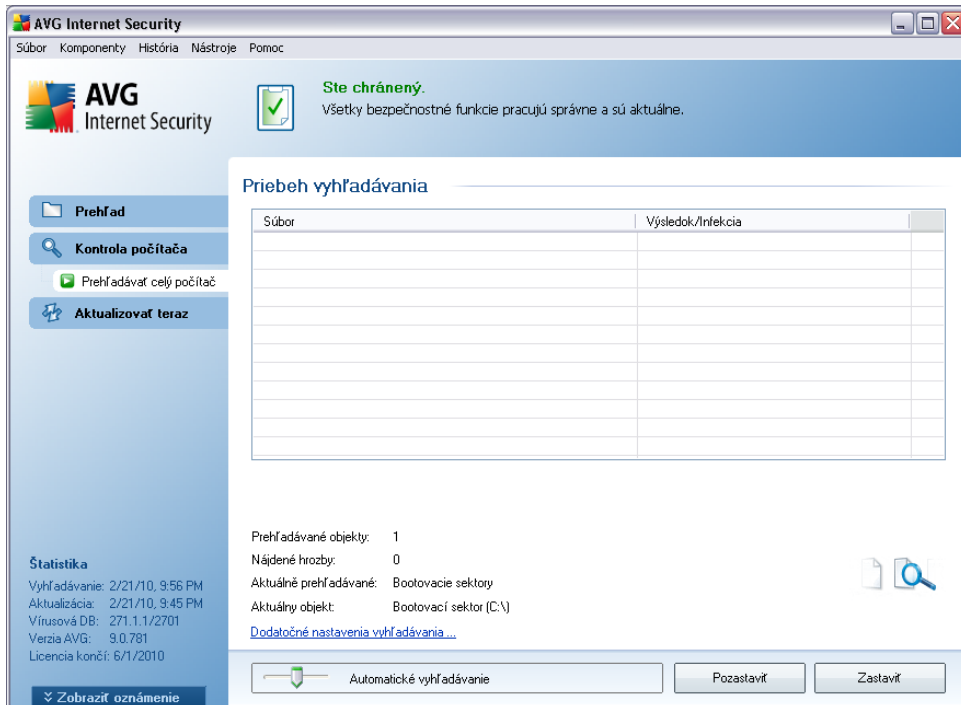 AVG Internet Security
Súbor Komponenty História Nástroje Pomoc
AVG
Internet Security
Ste chránený.
Všetky bezpečnostné funkcie pracujú správne a sú aktuálne.
Prehľad
Kontrola počítača
Prehľadávať celý počítač
Aktualizovať teraz
Priebeh vyhľadávania
Súbor Výsledok/Infekcia
Prehľadávané objekty: 1
Nájdené hrozby: 0
Aktuálně prehľadávané: Bootovacie sektory
Aktuálny objekt: Bootovací sektor (C:\)
Dodatočné nastavenia vyhľadávania ...
Štatistika
Vyhľadávanie: 2/21/10, 9:56 PM
Aktualizácia: 2/21/10, 9:45 PM
Vírusová DB: 271.1.1/2701
Verzia AVG: 9.0.781
Licencia končí: 6/1/2010
Zobraziť oznámenie
Automatické vyhľadávanie
Pozastaviť
Zastaviť